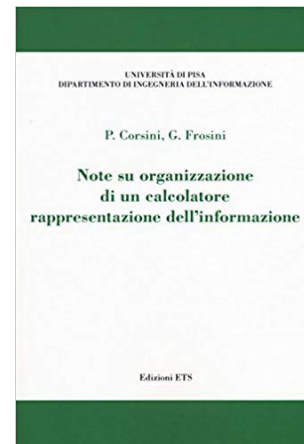 UNIVERSITÀ DI PISA
DIPARTIMENTO DI INGEGNERIA DELL'INFORMAZIONE
P. Corsini, G. Frosini
Note su organizzazione
di un calcolatore
rappresentazione dell'informazione
Edizioni ETS